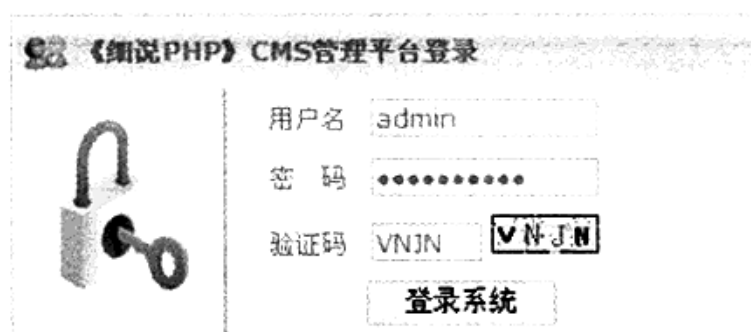 《细说PHP》CMS管理平台登录
用户名 admin
密 码 ••••••••••
验证码 VNJN VNJN
登录系统